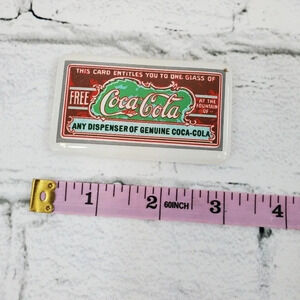 THIS CARD ENTITLES YOU TO ONE GLASS OF
FREE
Coca-Cola
AT THE
FOUNTAIN
OF
ANY DISPENSER OF GENUINE COCA-COLA
1 2 60INCH 3 4